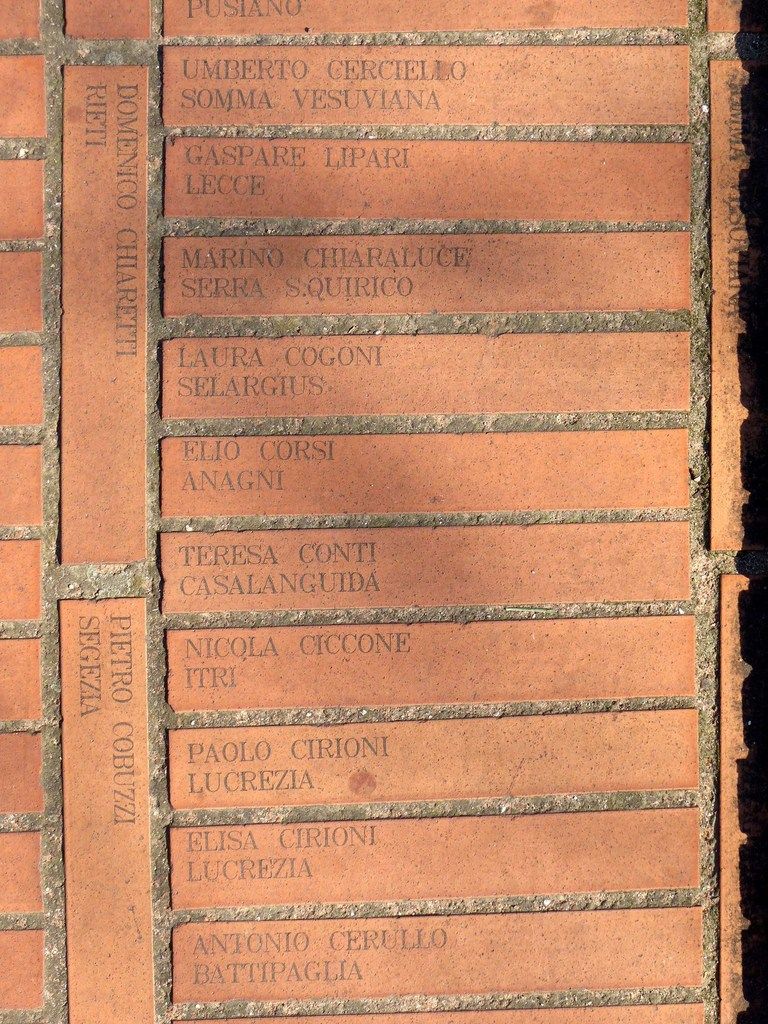 PUSIANO
UMBERTO CERCIELLO
SOMMA VESUVIANA
GASPARE LIPARI
LECCE
MARINO CHIARALUCE
SERRA S.QUIRICO
LAURA COGONI
SELARGIUS
ELIO CORSI
ANAGNI
TERESA CONTI
CASALANGUIDA
NICOLA CICCONE
ITRI
PAOLO CIRIONI
LUCREZIA
ELISA CIRIONI
LUCREZIA
ANTONIO CERULLO
BATTIPAGLIA
DOMENICO CHIARETTI
RIETI
PIETRO COBUZZI
SEGEZIA